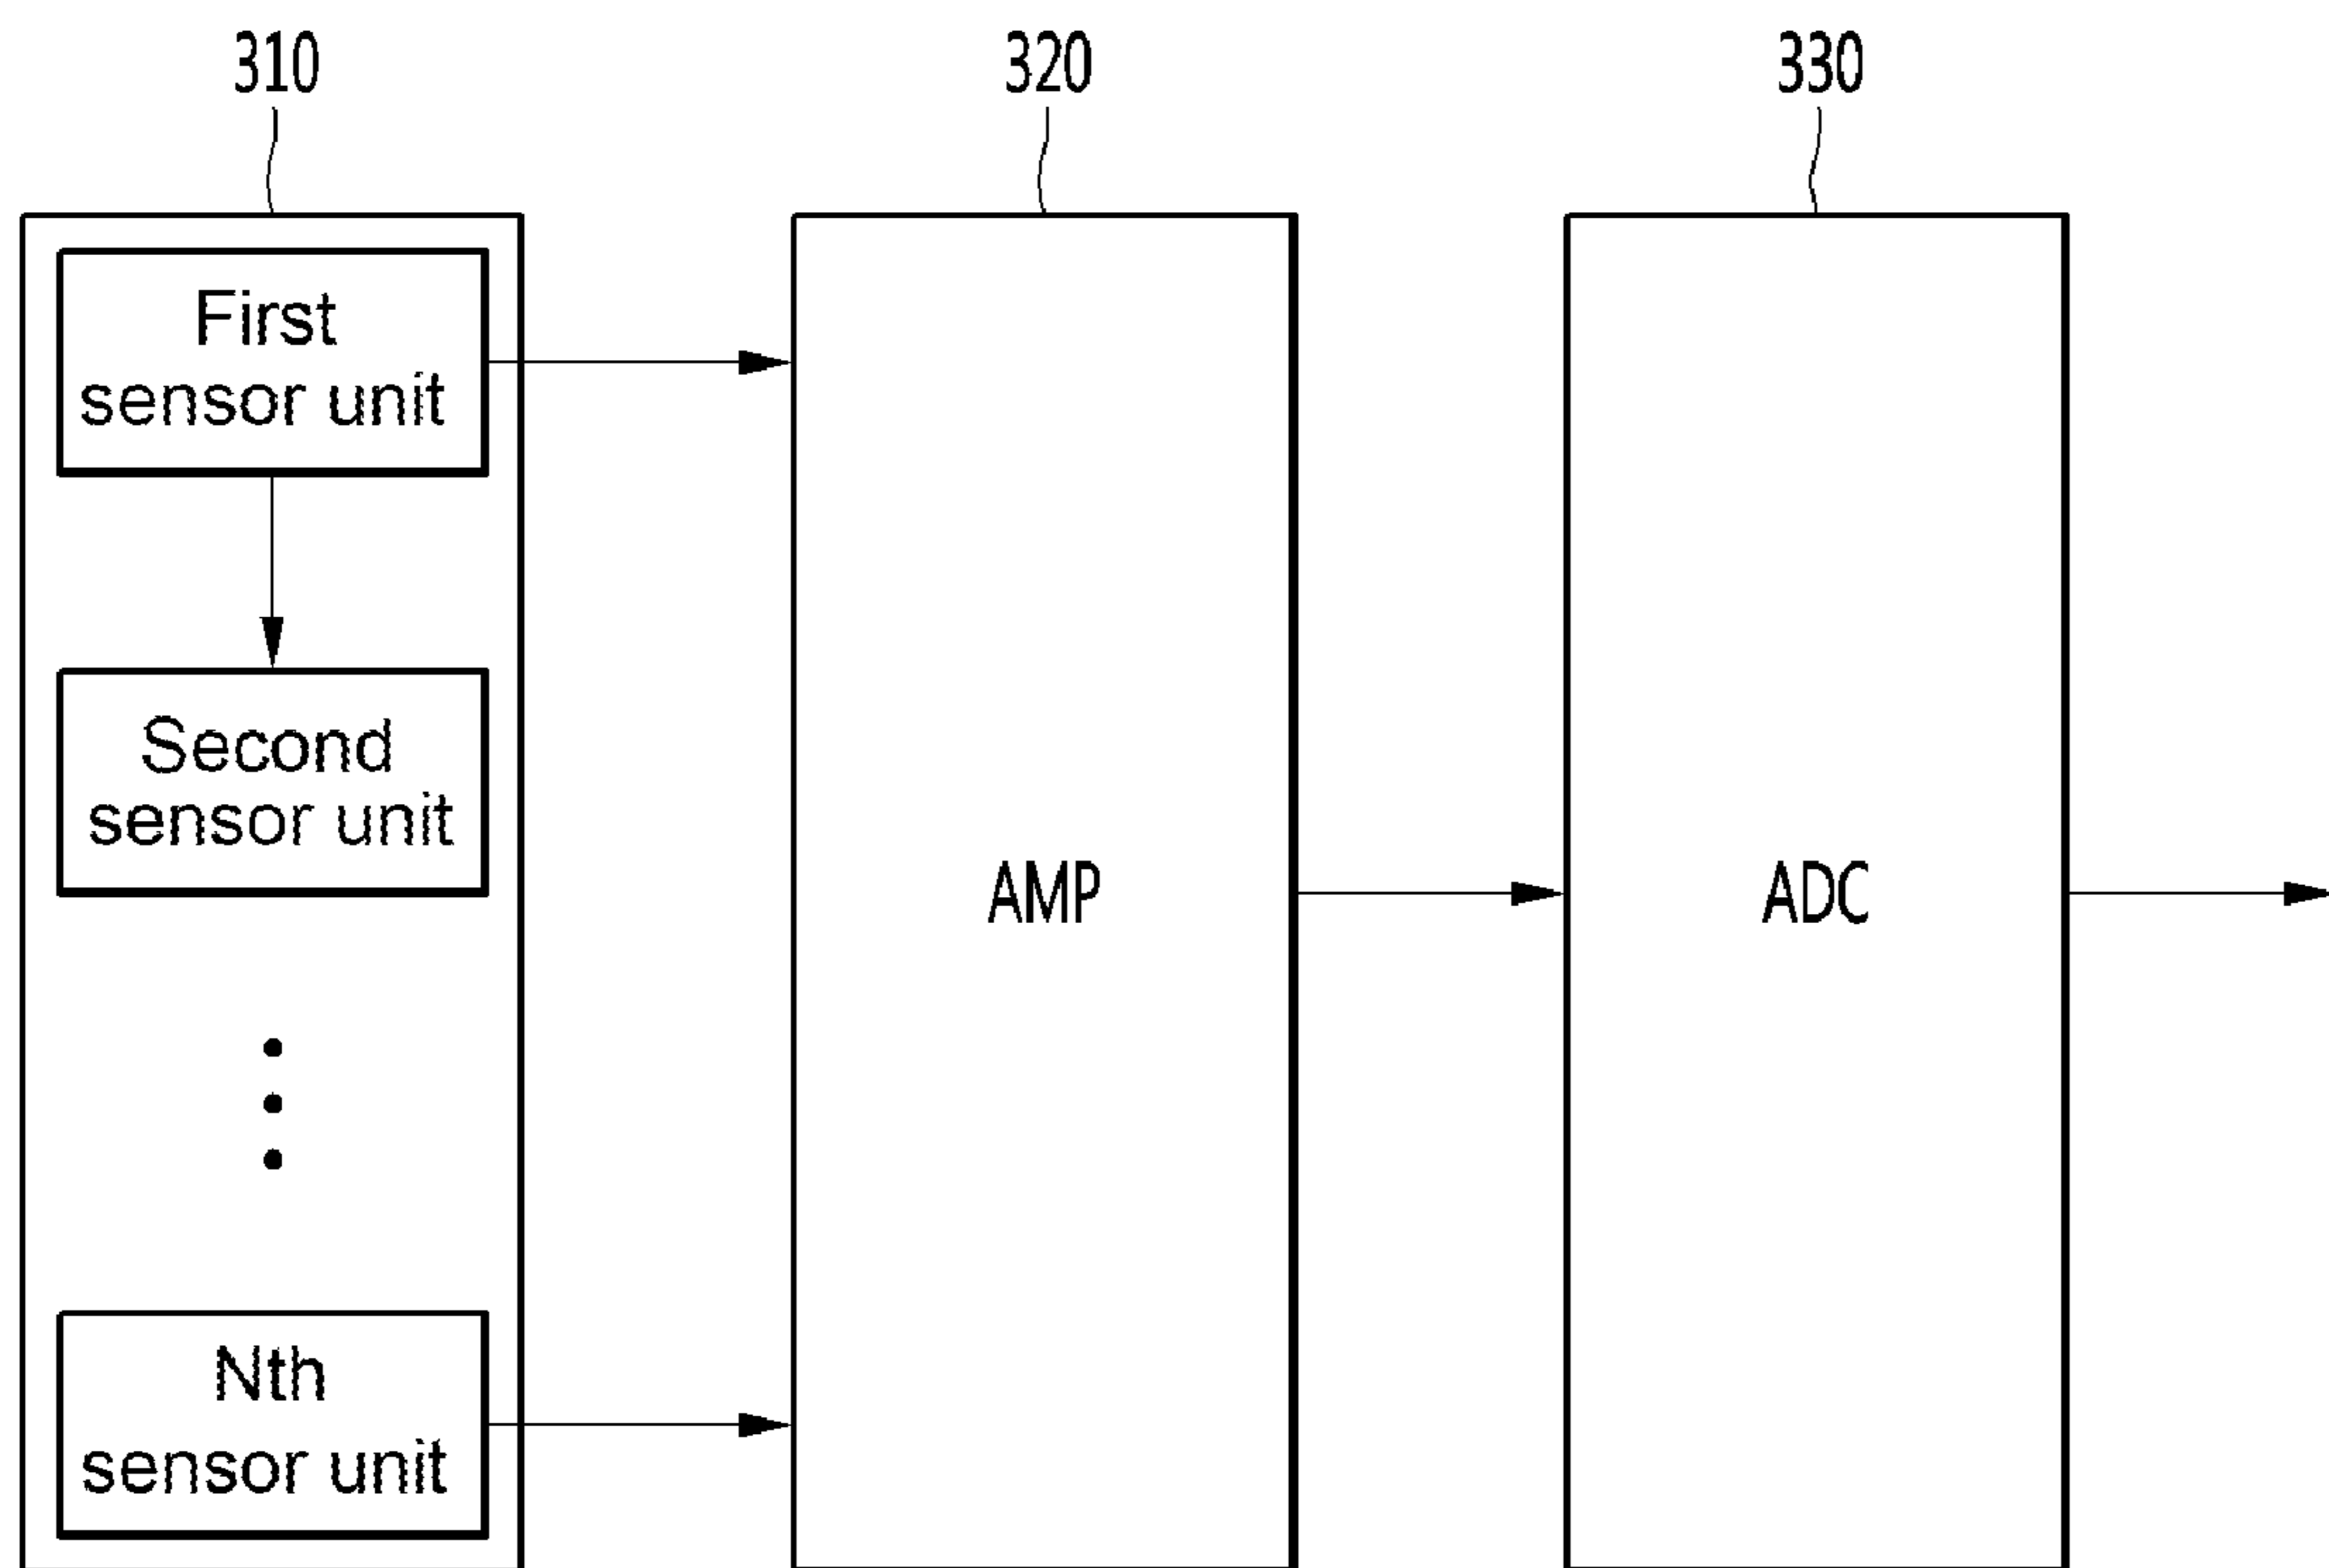 310
320
330
First
sensor unit
Second
sensor unit
AMP
ADC
Nth
sensor unit